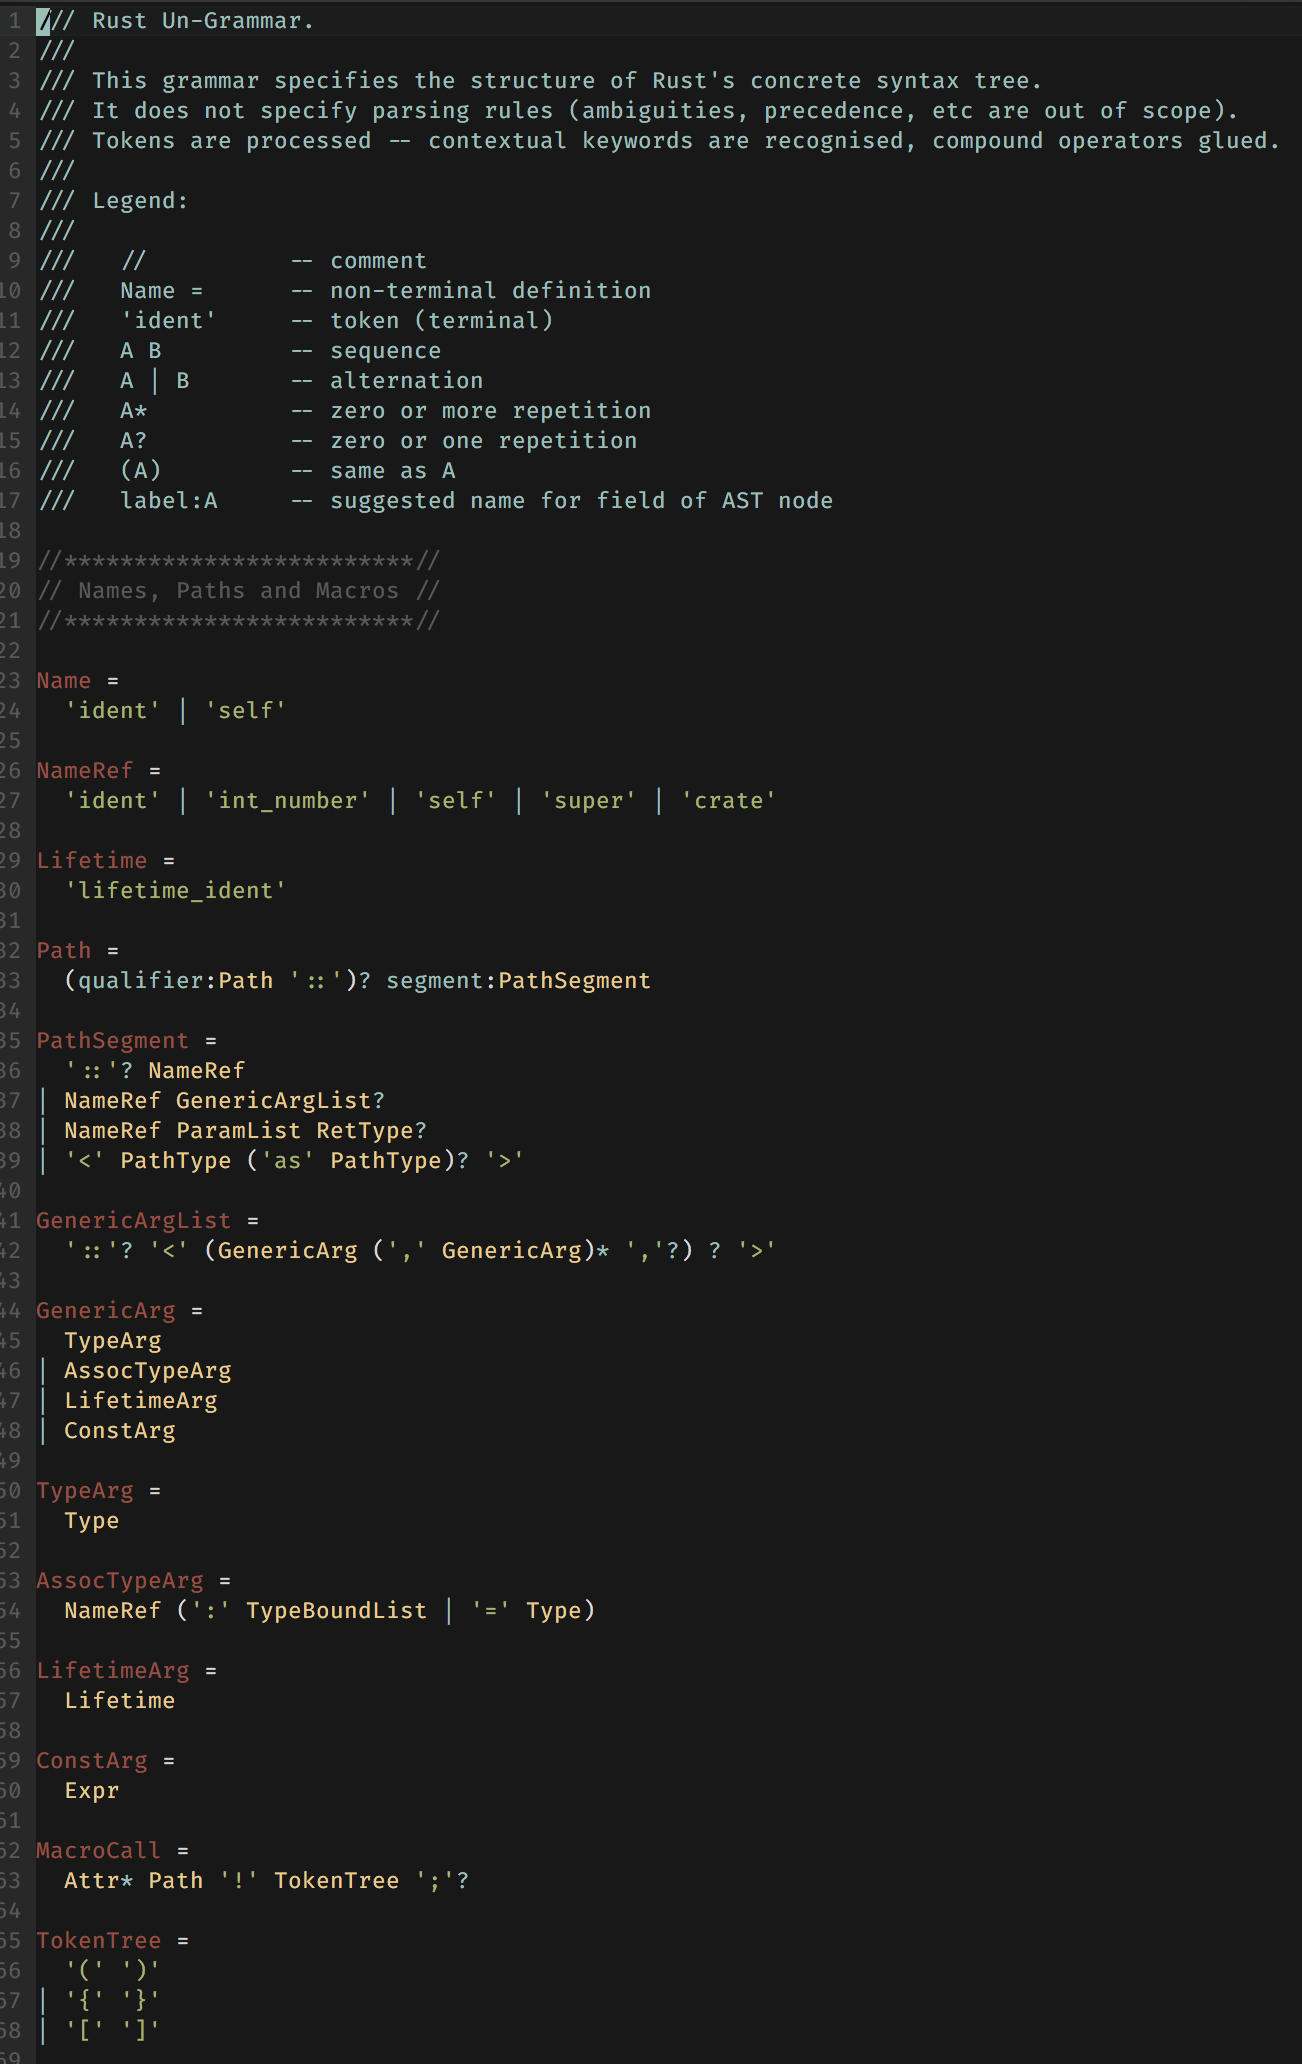 1 /// Rust Un-Grammar.
2 ///
3 /// This grammar specifies the structure of Rust's concrete syntax tree.
4 /// It does not specify parsing rules (ambiguities, precedence, etc are out of scope).
5 /// Tokens are processed -- contextual keywords are recognised, compound operators glued.
6 ///
7 /// Legend:
8 ///
9 ///   //          -- comment
10 ///   Name =      -- non-terminal definition
11 ///   'ident'     -- token (terminal)
12 ///   A B         -- sequence
13 ///   A | B       -- alternation
14 ///   A*          -- zero or more repetition
15 ///   A?          -- zero or one repetition
16 ///   (A)         -- same as A
17 ///   label:A     -- suggested name for field of AST node
18
19 //*************************//
20 // Names, Paths and Macros //
21 //*************************//
22
23 Name =
24   'ident' | 'self'
25
26 NameRef =
27   'ident' | 'int_number' | 'self' | 'super' | 'crate'
28
29 Lifetime =
30   'lifetime_ident'
31
32 Path =
33   (qualifier:Path '::')? segment:PathSegment
34
35 PathSegment =
36   '::'? NameRef
37 | NameRef GenericArgList?
38 | NameRef ParamList RetType?
39 | '<' PathType ('as' PathType)? '>'
40
41 GenericArgList =
42   '::'? '<' (GenericArg (',' GenericArg)* ','?) ? '>'
43
44 GenericArg =
45   TypeArg
46 | AssocTypeArg
47 | LifetimeArg
48 | ConstArg
49
50 TypeArg =
51   Type
52
53 AssocTypeArg =
54   NameRef (':' TypeBoundList | '=' Type)
55
56 LifetimeArg =
57   Lifetime
58
59 ConstArg =
60   Expr
61
62 MacroCall =
63   Attr* Path '!' TokenTree ';'?
64
65 TokenTree =
66   '(' ')'
67 | '{' '}'
68 | '[' ']'
69